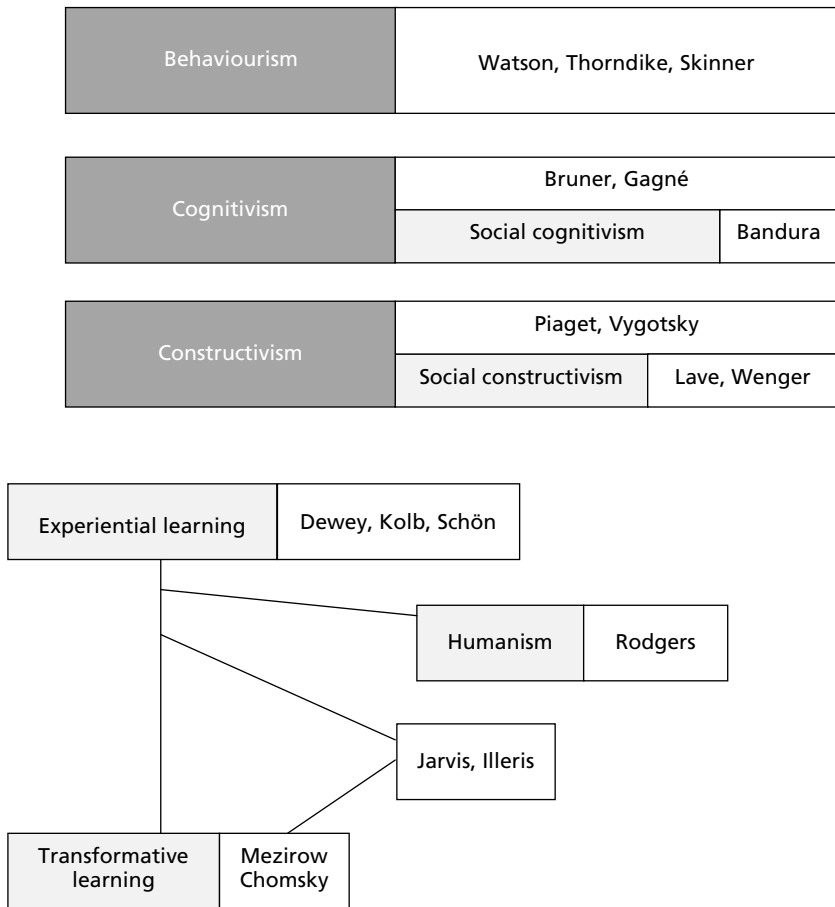 Behaviourism
Watson, Thorndike, Skinner
Cognitivism
Bruner, Gagné
Social cognitivism
Bandura
Constructivism
Piaget, Vygotsky
Social constructivism
Lave, Wenger
Experiential learning
Dewey, Kolb, Schön
Humanism
Rodgers
Jarvis, Illeris
Transformative
learning
Mezirow
Chomsky